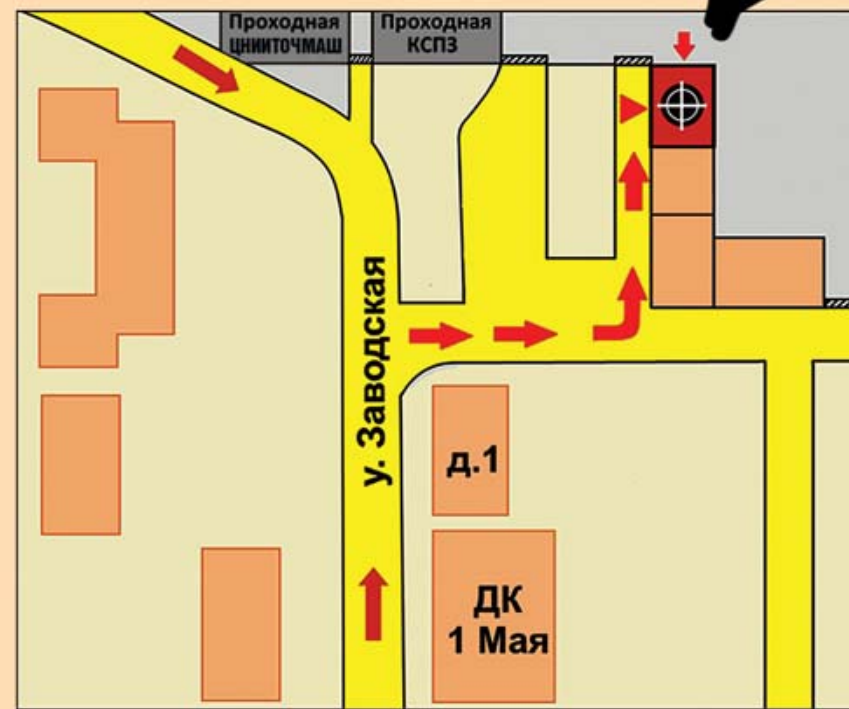 Проходная
ЦНИИТОЧМАШ
Проходная
КСПЗ
у. Заводская
д.1
ДК
1 Мая